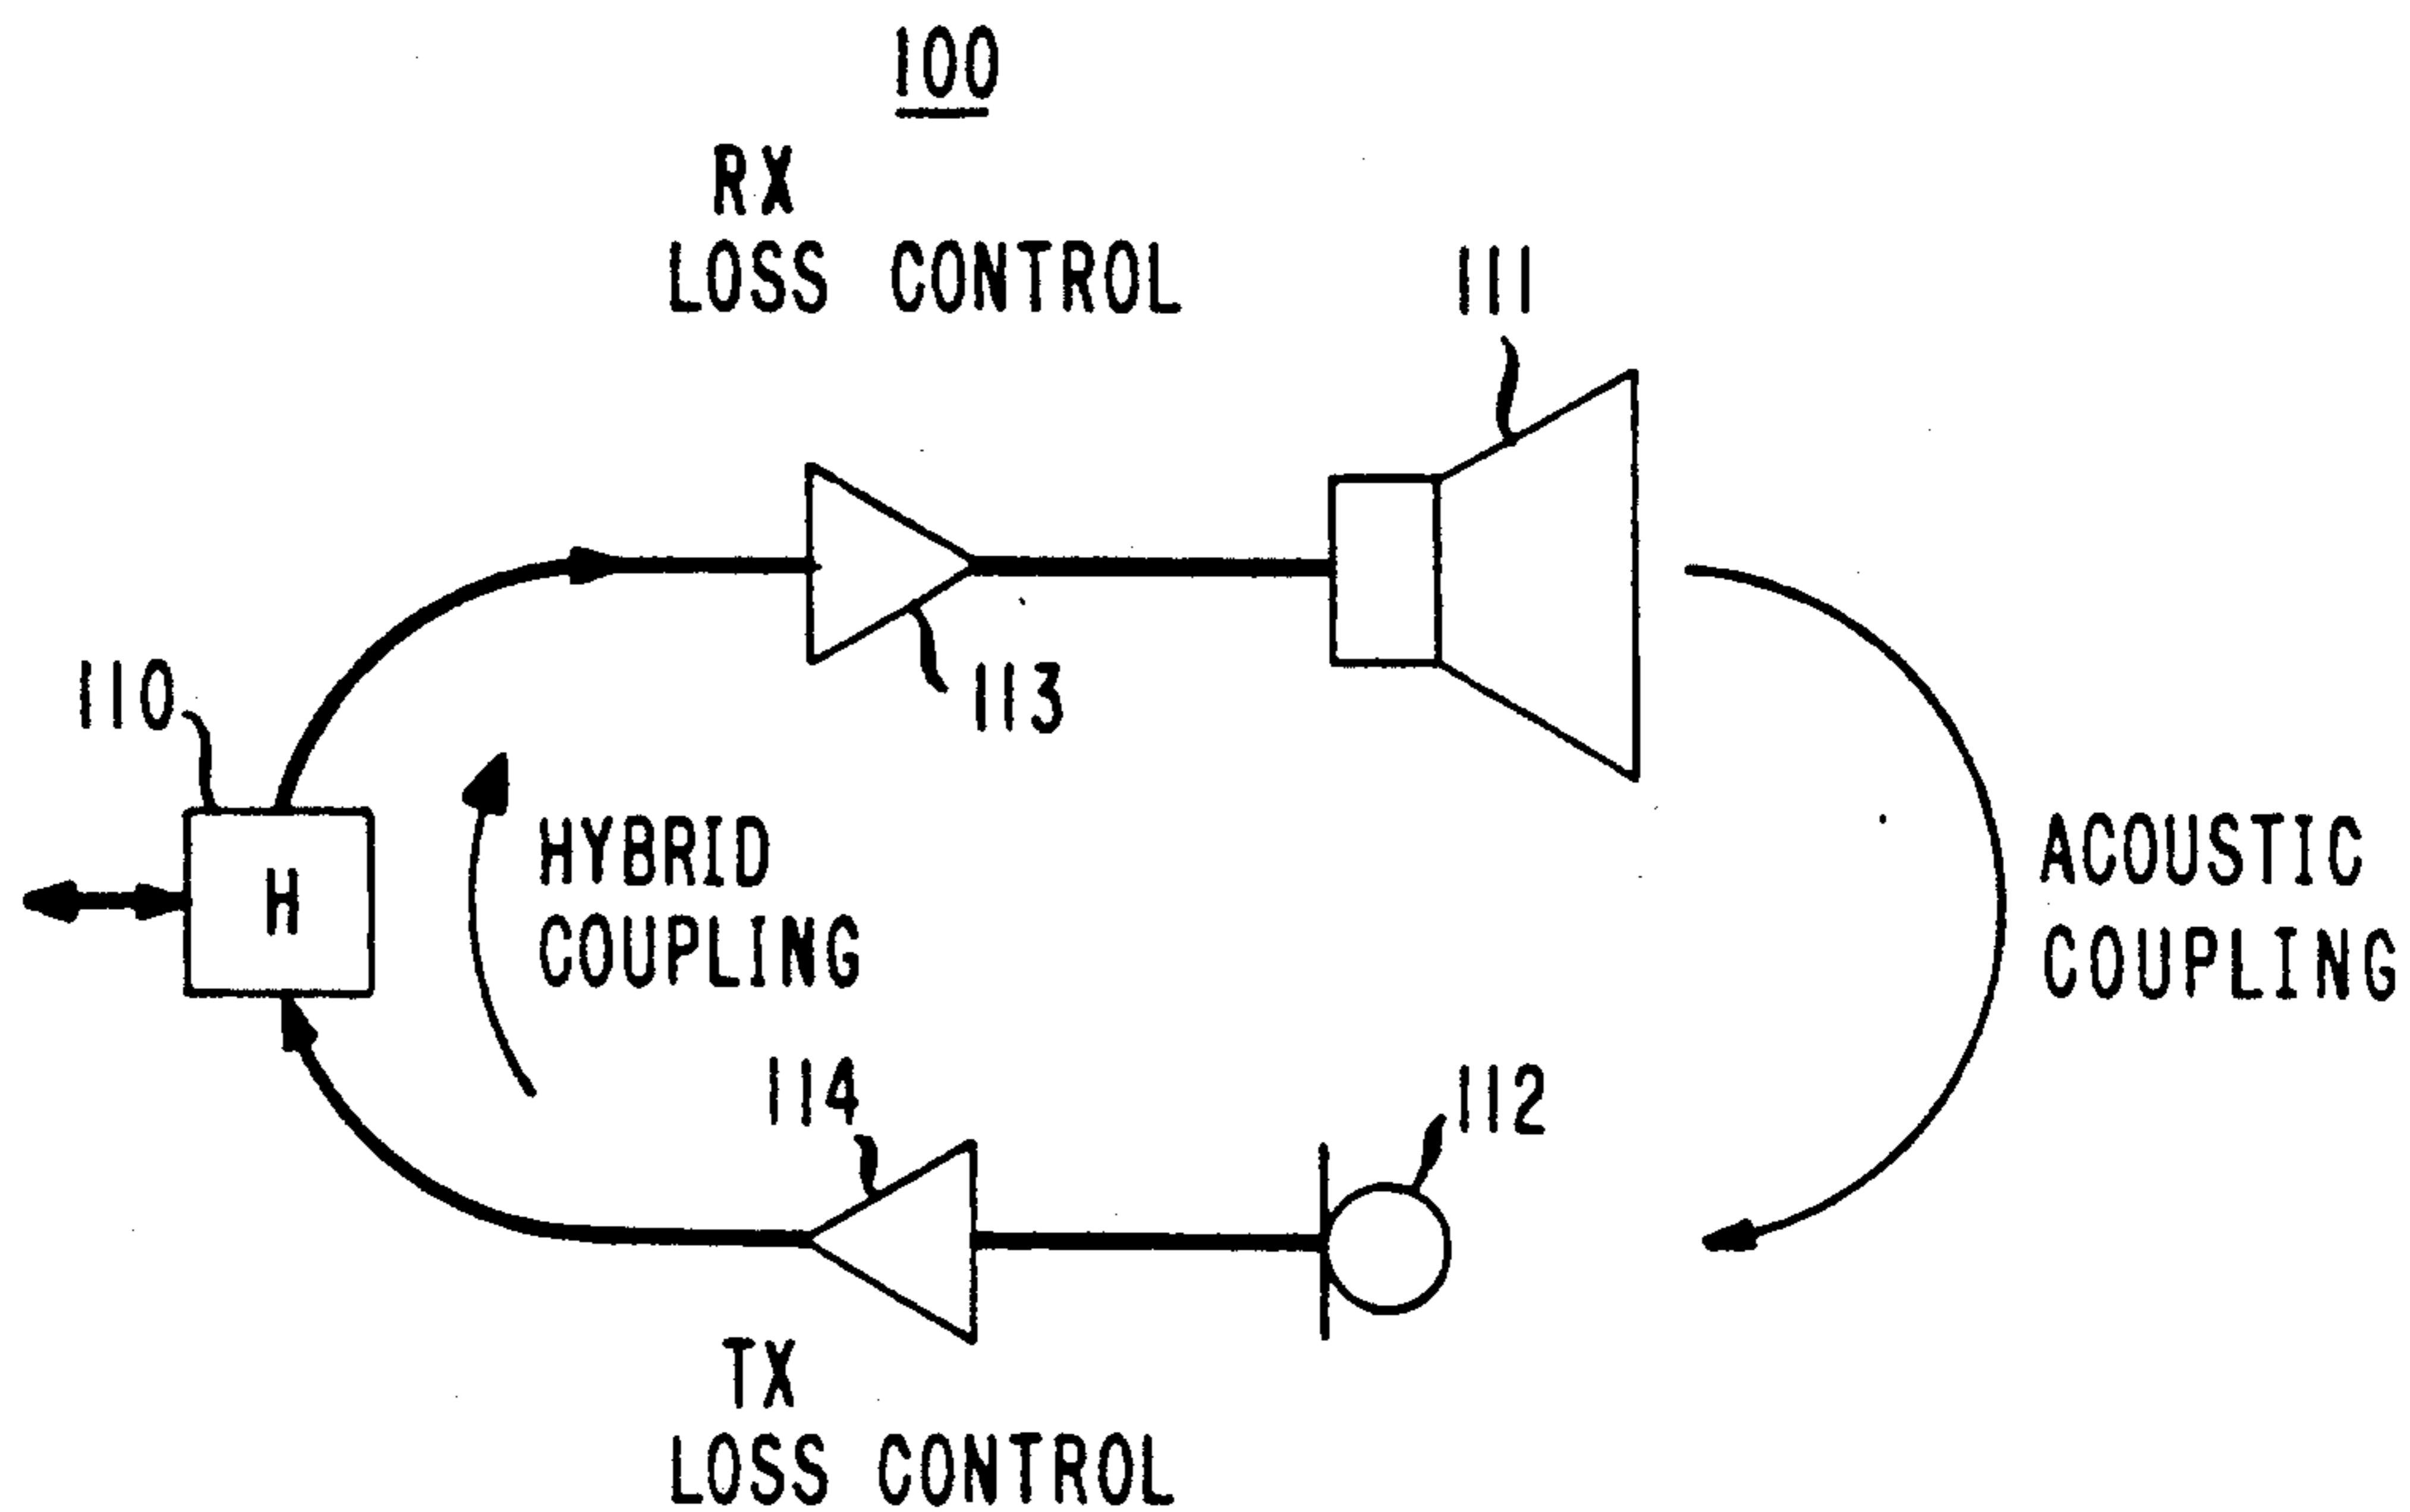 100
RX
LOSS CONTROL
111
113
110
HYBRID
COUPLING
H
ACOUSTIC
COUPLING
114
112
TX
LOSS CONTROL